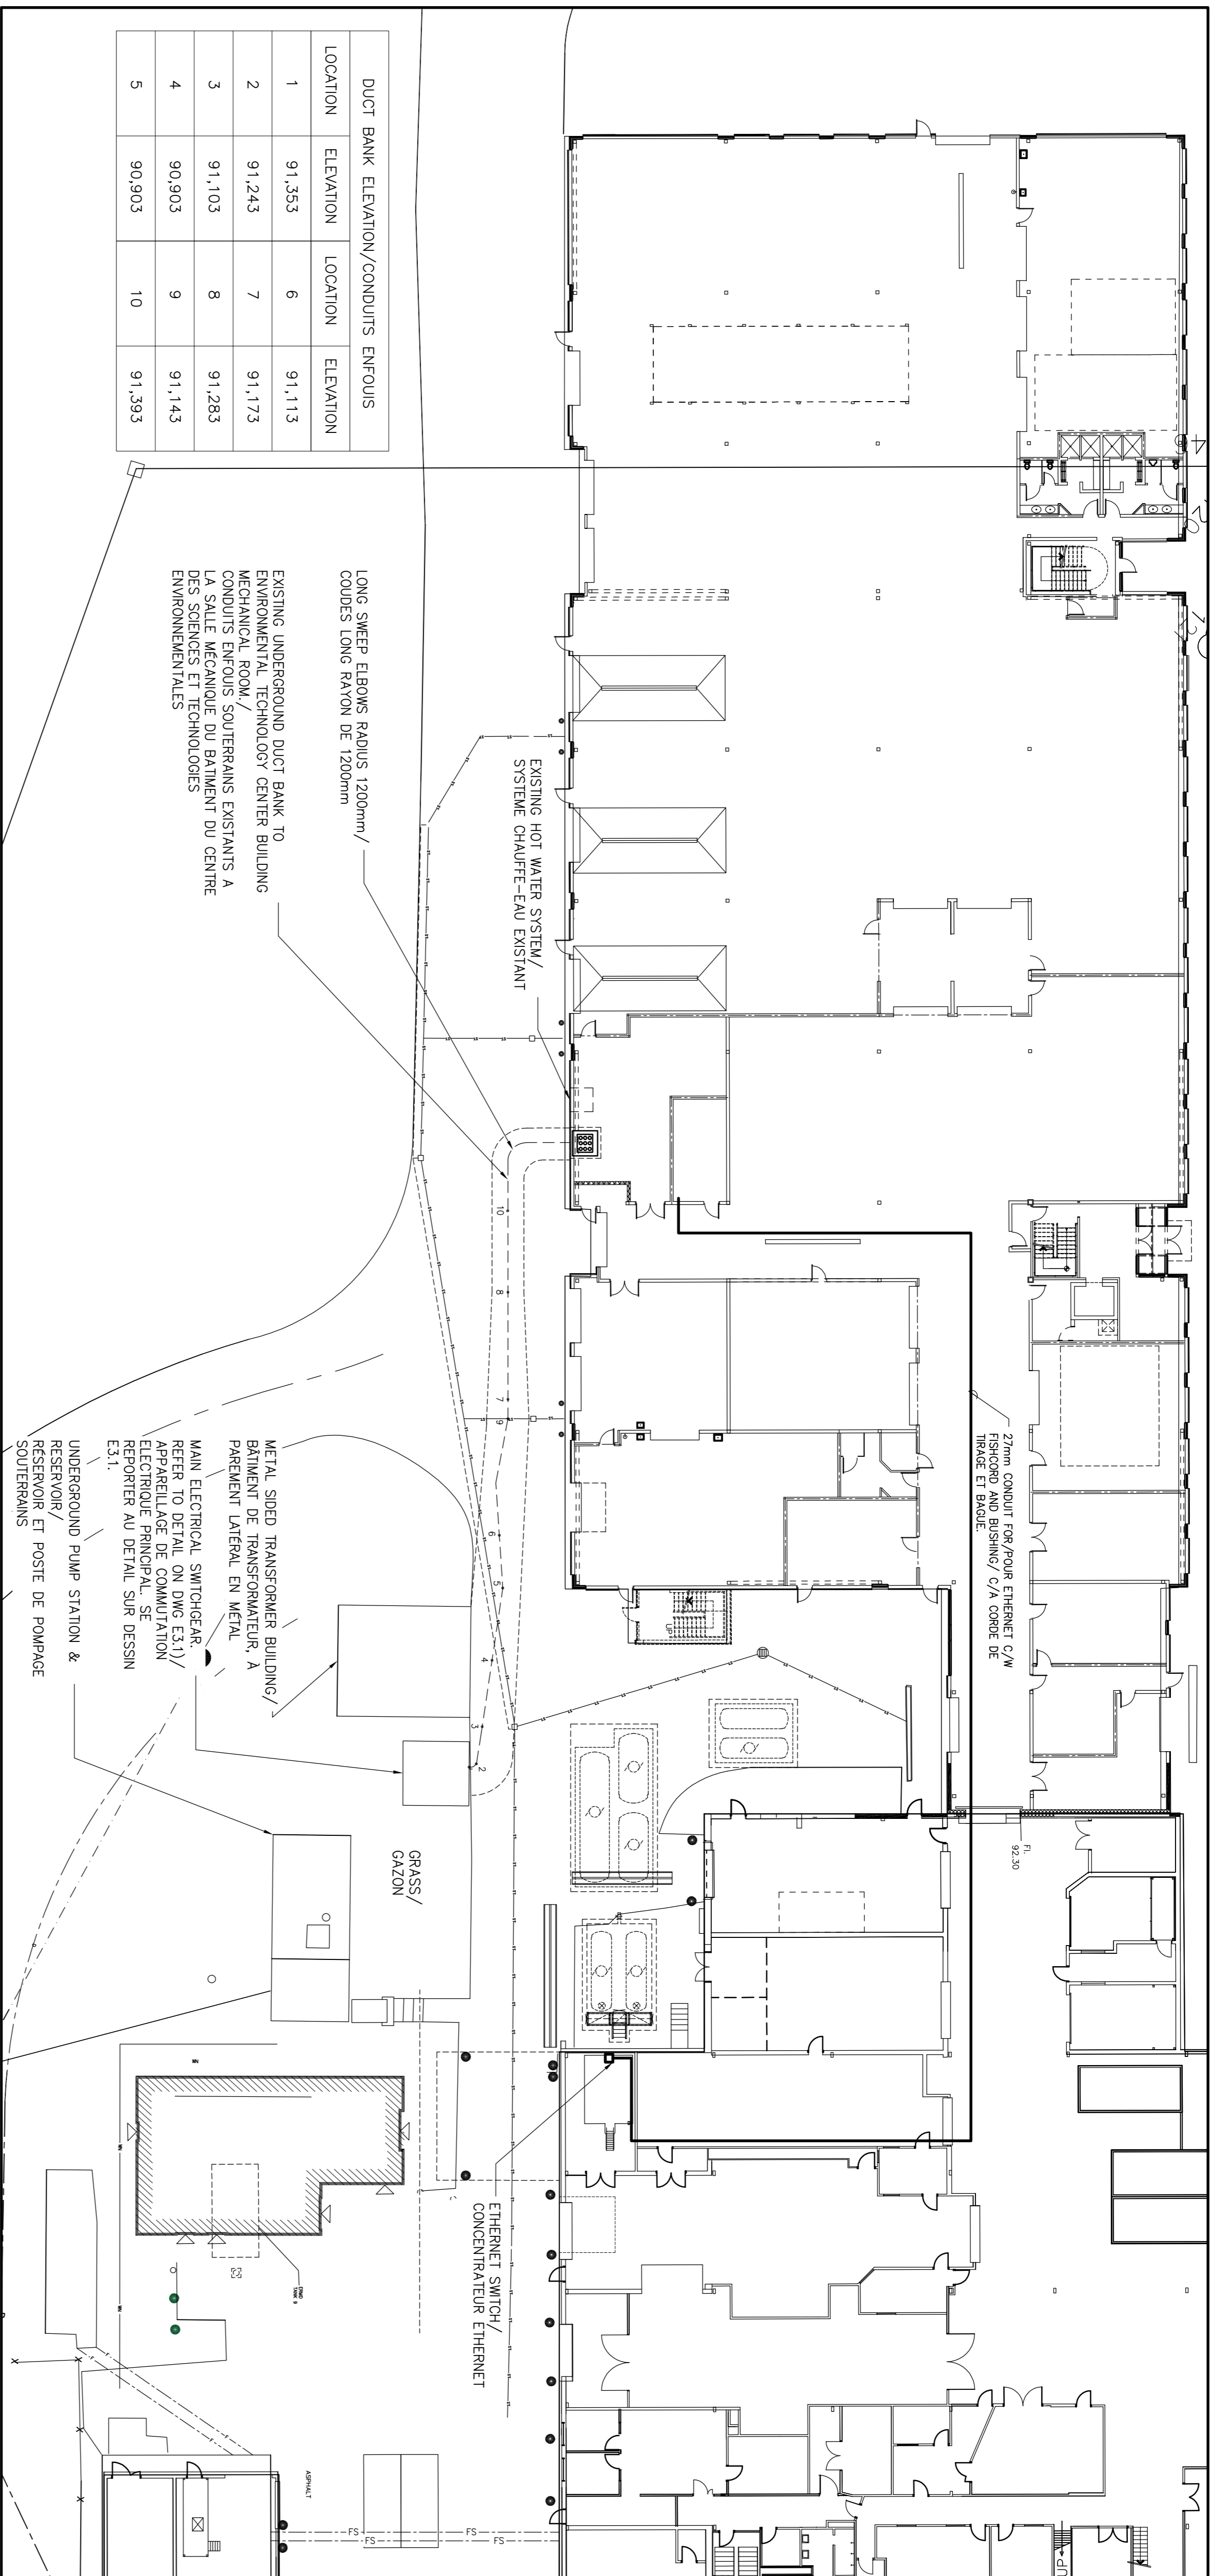 DUCT BANK ELEVATION/CONDUITS ENFOUIS
LOCATION ELEVATION LOCATION ELEVATION
1 91,353 6 91,113
2 91,243 7 91,173
3 91,103 8 91,283
4 90,903 9 91,143
5 90,903 10 91,393
LONG SWEEP ELBOWS RADIUS 1200mm/
COUDES LONG RAYON DE 1200mm
EXISTING UNDERGROUND DUCT BANK TO
ENVIRONMENTAL TECHNOLOGY CENTER BUILDING
MECHANICAL ROOM./
CONDUITS ENFOUIS SOUTERRAINS EXISTANTS A
LA SALLE MÉCANIQUE DU BATIMENT DU CENTRE
DES SCIENCES ET TECHNOLOGIES
ENVIRONNEMENTALES
EXISTING HOT WATER SYSTEM/
SYSTEME CHAUFFE-EAU EXISTANT
27mm CONDUIT FOR/POUR ETHERNET C/W
FISHCORD AND BUSHING/ C/A CORDE DE
TIRAGE ET BAGUE.
10
8
7
9
6
5
4
3
2
UP
METAL SIDED TRANSFORMER BUILDING/
BÂTIMENT DE TRANSFORMATEUR, À
PAREMENT LATÉRAL EN MÉTAL
MAIN ELECTRICAL SWITCHGEAR.
REFER TO DETAIL ON DWG E3.1)/
APPAREILLAGE DE COMMUTATION
ELECTRIQUE PRINCIPAL. SE
REPORTER AU DETAIL SUR DESSIN
E3.1.
UNDERGROUND PUMP STATION &
RESERVOIR/
RÉSERVOIR ET POSTE DE POMPAGE
SOUTERRAINS
GRASS/
GAZON
FL
92.30
ETHERNET SWITCH/
CONCENTRATEUR ETHERNET
TANK 9
ASPHALT
FS FS FS
FS FS FS
UP